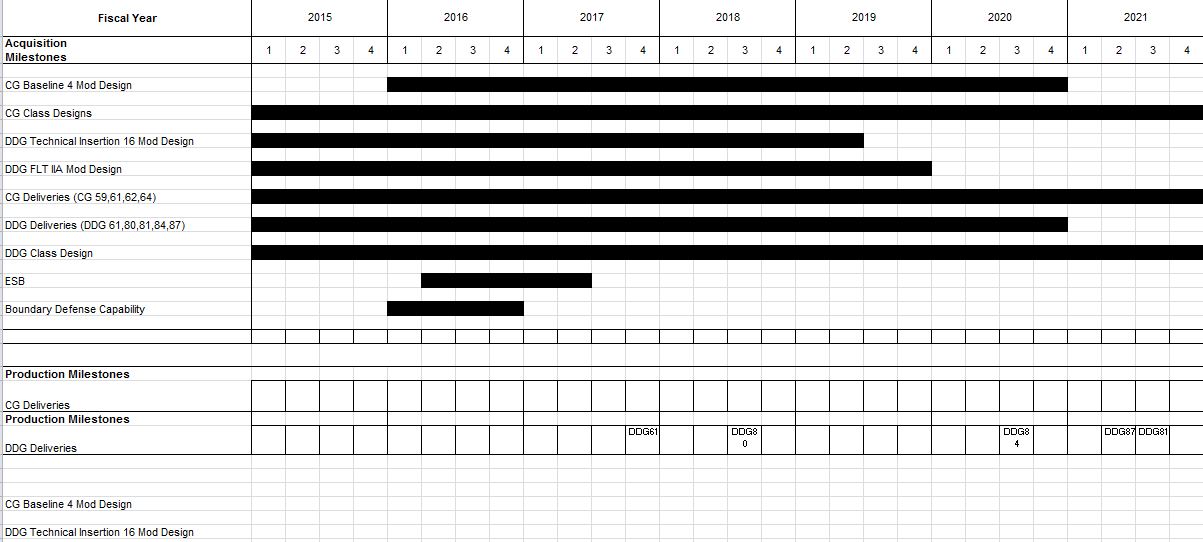 Fiscal Year 2015 2016 2017 2018 2019 2020 2021
Acquisition
Milestones
1 2 3 4 1 2 3 4 1 2 3 4 1 2 3 4 1 2 3 4 1 2 3 4 1 2 3 4
CG Baseline 4 Mod Design
CG Class Designs
DDG Technical Insertion 16 Mod Design
DDG FLT IIA Mod Design
CG Deliveries (CG 59,61,62,64)
DDG Deliveries (DDG 61,80,81,84,87)
DDG Class Design
ESB
Boundary Defense Capability
Production Milestones
CG Deliveries
Production Milestones
DDG Deliveries
DDG61
DDG8
0
DDG8
4
DDG87
DDG81
CG Baseline 4 Mod Design
DDG Technical Insertion 16 Mod Design